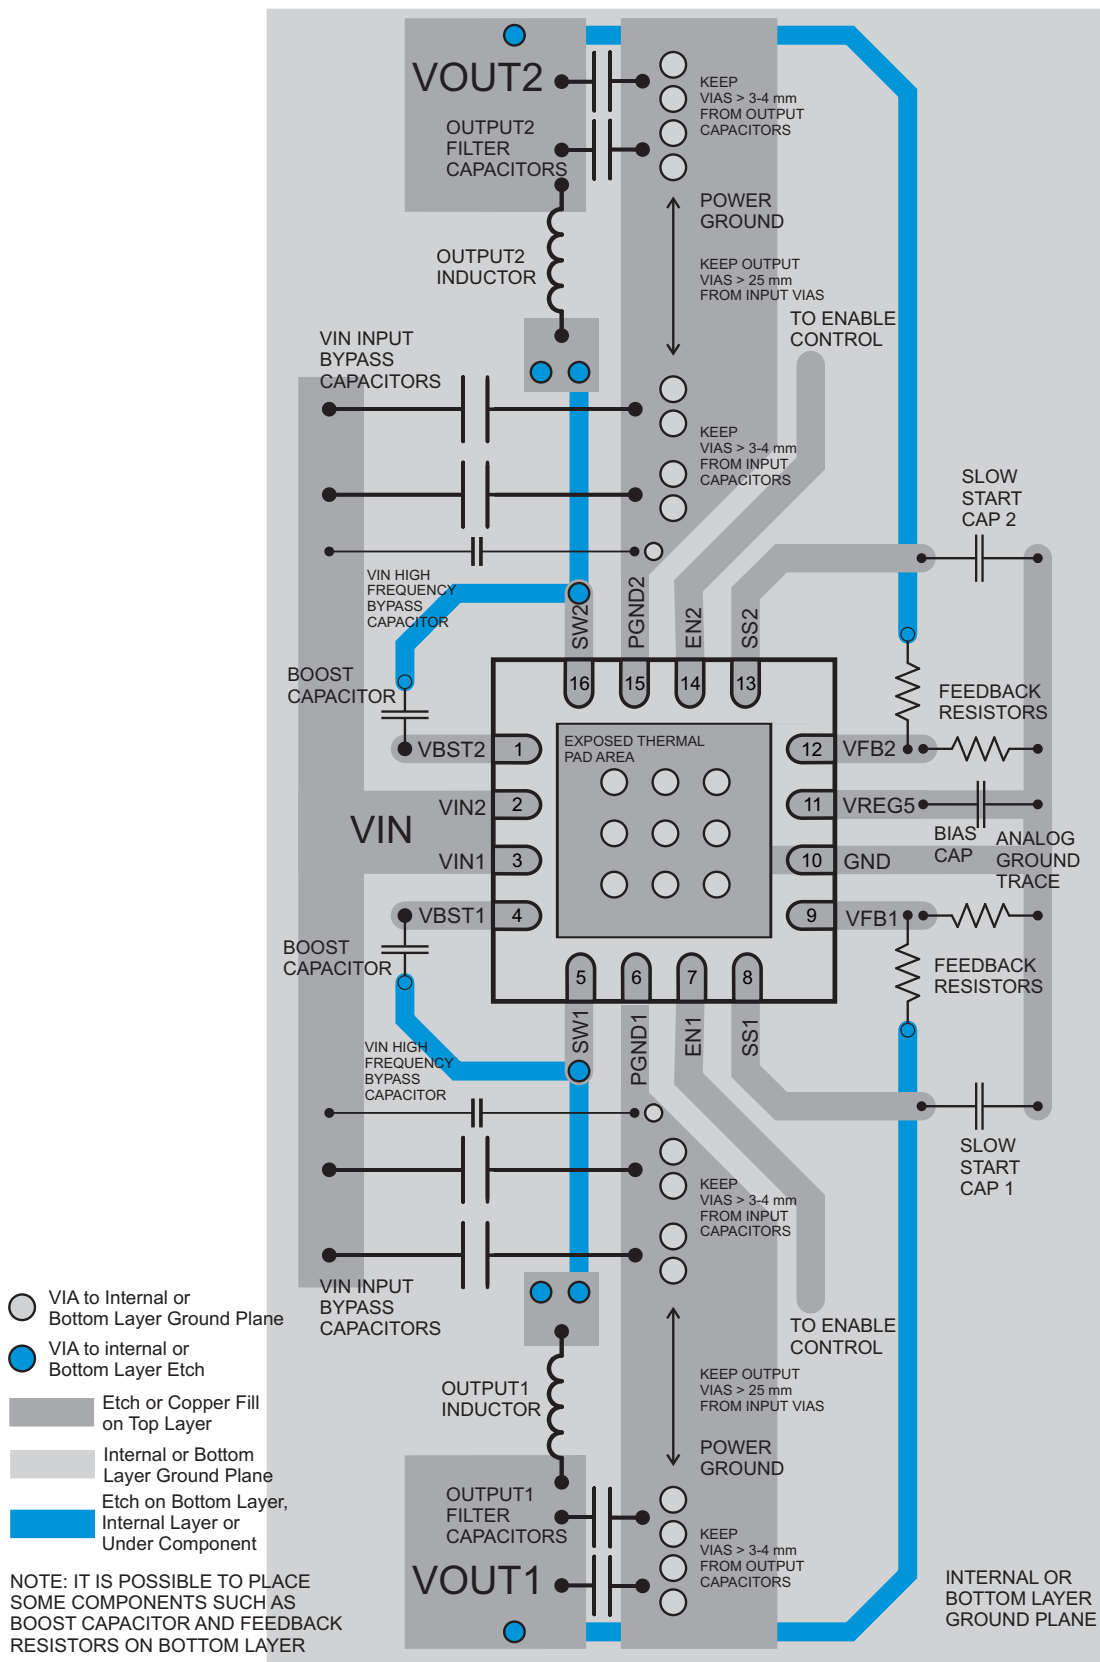 VOUT2
KEEP
VIAS > 3-4 mm
FROM OUTPUT
CAPACITORS
OUTPUT2
FILTER
CAPACITORS
POWER
GROUND
OUTPUT2
INDUCTOR
KEEP OUTPUT
VIAS > 25 mm
FROM INPUT VIAS
TO ENABLE
CONTROL
VIN INPUT
BYPASS
CAPACITORS
KEEP
VIAS > 3-4 mm
FROM INPUT
CAPACITORS
SLOW
START
CAP 2
VIN HIGH
FREQUENCY
BYPASS
CAPACITOR
SW2
PGND2
EN2
SS2
BOOST
CAPACITOR
16
15
14
13
FEEDBACK
RESISTORS
VBST2
1
EXPOSED THERMAL
PAD AREA
12
VFB2
VIN2
2
11
VREG5
VIN
BIAS
CAP
ANALOG
GROUND
TRACE
VIN1
3
10
GND
VBST1
4
9
VFB1
BOOST
CAPACITOR
5
6
7
8
FEEDBACK
RESISTORS
SW1
PGND1
EN1
SS1
VIN HIGH
FREQUENCY
BYPASS
CAPACITOR
SLOW
START
CAP 1
KEEP
VIAS > 3-4 mm
FROM INPUT
CAPACITORS
VIN INPUT
BYPASS
CAPACITORS
TO ENABLE
CONTROL
OUTPUT1
INDUCTOR
KEEP OUTPUT
VIAS > 25 mm
FROM INPUT VIAS
POWER
GROUND
OUTPUT1
FILTER
CAPACITORS
KEEP
VIAS > 3-4 mm
FROM OUTPUT
CAPACITORS
VOUT1
INTERNAL OR
BOTTOM LAYER
GROUND PLANE
VIA to Internal or
Bottom Layer Ground Plane
VIA to internal or
Bottom Layer Etch
Etch or Copper Fill
on Top Layer
Internal or Bottom
Layer Ground Plane
Etch on Bottom Layer,
Internal Layer or
Under Component
NOTE: IT IS POSSIBLE TO PLACE
SOME COMPONENTS SUCH AS
BOOST CAPACITOR AND FEEDBACK
RESISTORS ON BOTTOM LAYER